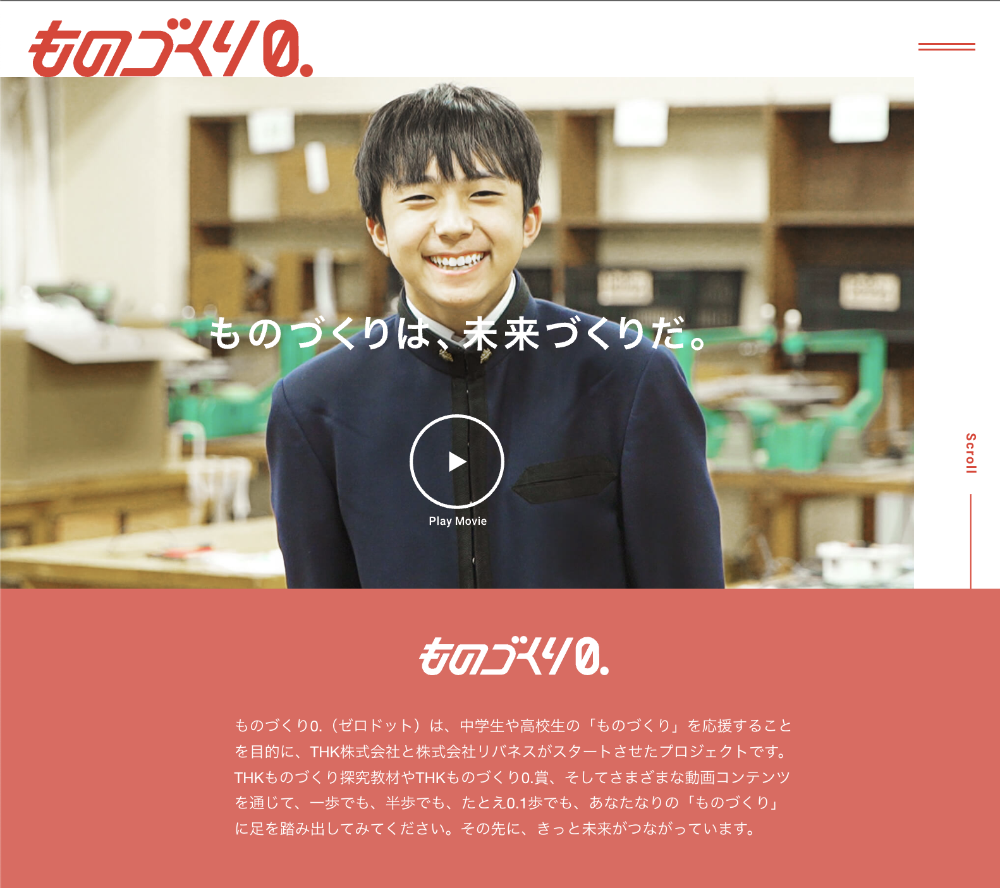 ものづくり0.
ものづくりは、未来づくりだ。
Play Movie
Scroll
ものづくり0.
ものづくり0.（ゼロドット）は、中学生や高校生の「ものづくり」を応援すること
を目的に、THK株式会社と株式会社リバネスがスタートさせたプロジェクトです。
THKものづくり探究教材やTHKものづくり0.賞、そしてさまざまな動画コンテンツ
を通じて、一歩でも、半歩でも、たとえ0.1歩でも、あなたなりの「ものづくり」
に足を踏み出してみてください。その先に、きっと未来がつながっています。